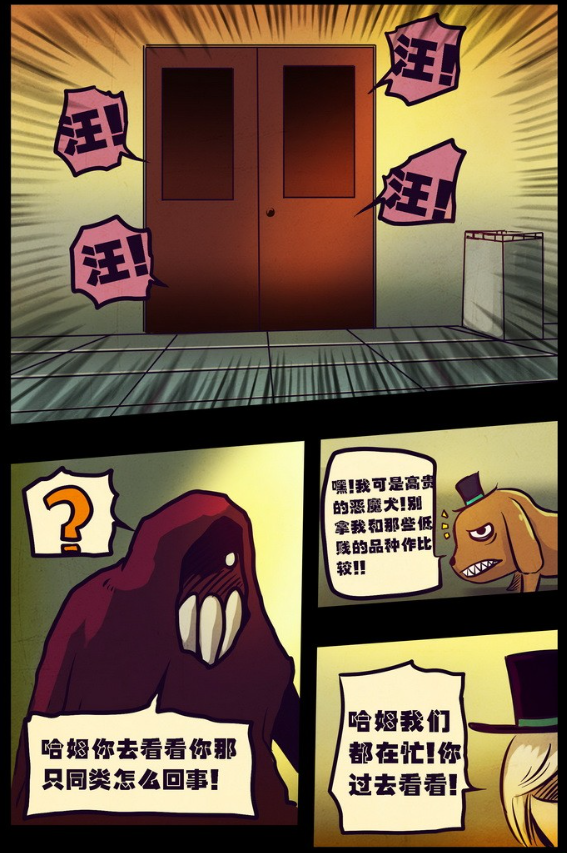 汪！
汪！
汪！
汪！
？
哈姆你去看看你那
只同类怎么回事！
嘿！我可是高贵
的恶魔犬！别
拿我和那些低
贱的品种作比
较！！
哈姆我们
都在忙！你
过去看看！